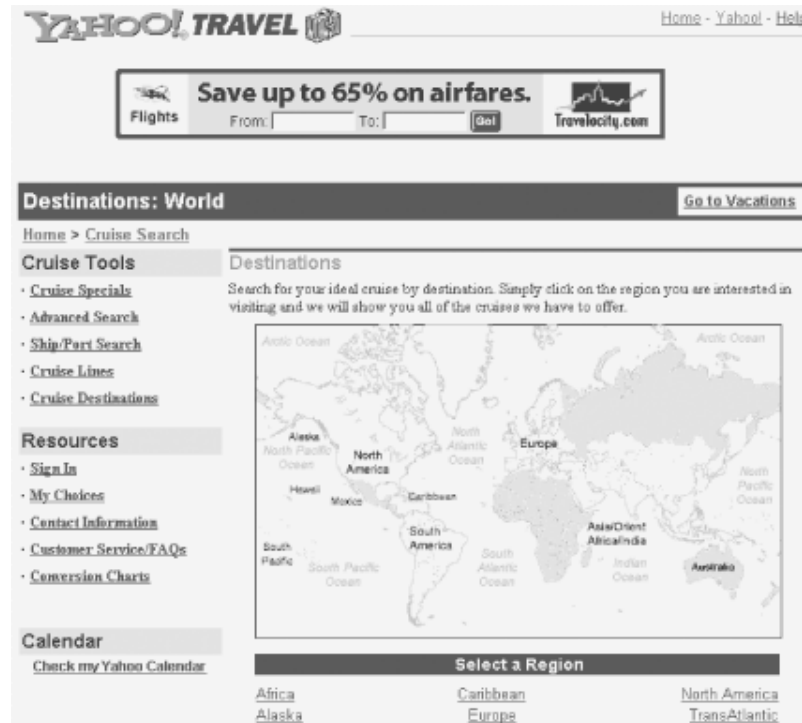 YAHOO! TRAVEL
Home - Yahoo! - Help
Save up to 65% on airfares.
Flights
From: To: Go!
Travelocity.com
Destinations: World
Go to Vacations
Home > Cruise Search
Cruise Tools
· Cruise Specials
· Advanced Search
· Ship/Port Search
· Cruise Lines
· Cruise Destinations
Resources
· Sign In
· My Choices
· Contact Information
· Customer Service/FAQs
· Conversion Charts
Calendar
Check my Yahoo Calendar
Destinations
Search for your ideal cruise by destination. Simply click on the region you are interested in
visiting and we will show you all of the cruises we have to offer.
Arctic Ocean
Arctic Ocean
Alaska
North Pacific
Ocean
North
America
North
Atlantic
Ocean
Europe
North
Pacific
Ocean
Hawaii
Mexico
Caribbean
South
Pacific
South Pacific
Ocean
South
America
South
Atlantic
Ocean
Asia/Orient
Africa/India
Indian
Ocean
Australia
Select a Region
Africa Caribbean North America
Alaska Europe TransAtlantic